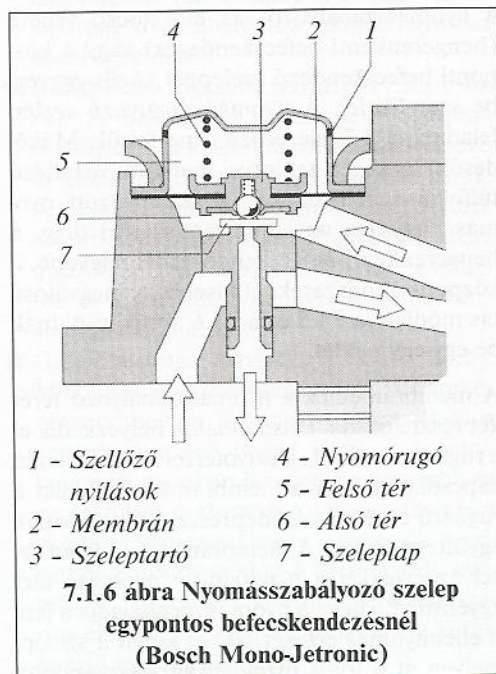 4 3 2 1
5
6
7
1 - Szellőző
nyílások
2 - Membrán
3 - Szeleptartó
4 - Nyomórugó
5 - Felső tér
6 - Alsó tér
7 - Szeleplap
7.1.6 ábra Nyomásszabályozó szelep
egypontos befecskendezésnél
(Bosch Mono-Jetronic)